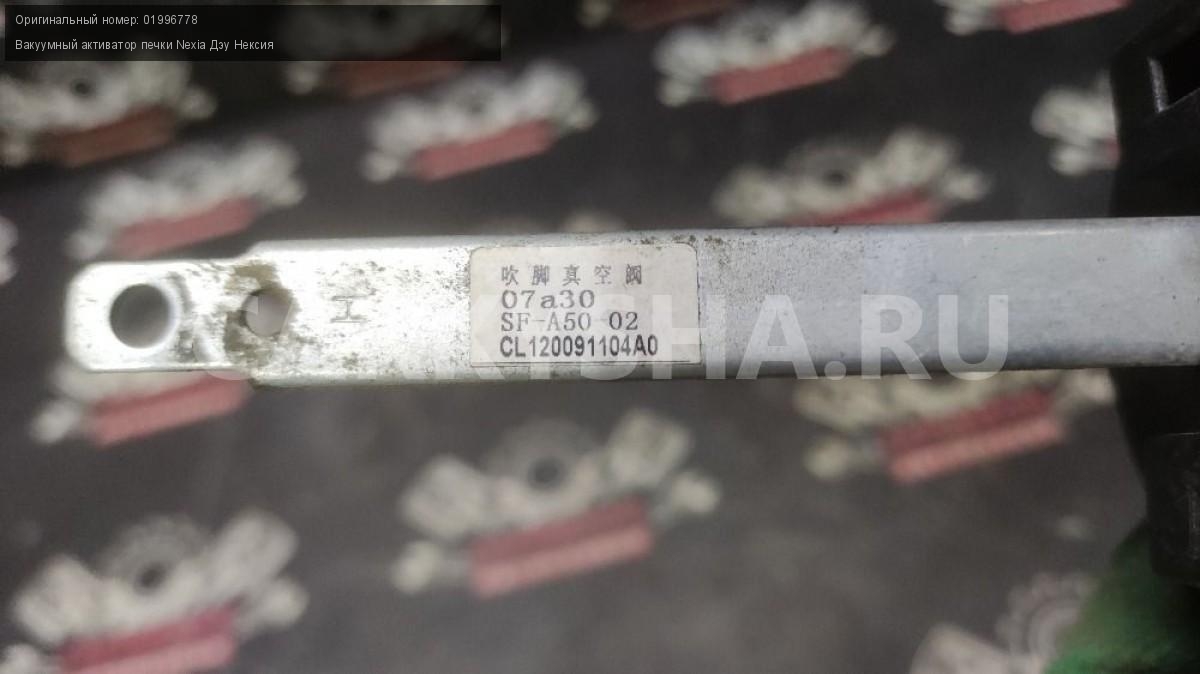 Оригинальный номер: 01996778
Вакуумный активатор печки Nexia Дэу Нексия
吹脚真空阀
07a30
SF-A50-02
CL120091104A0
工